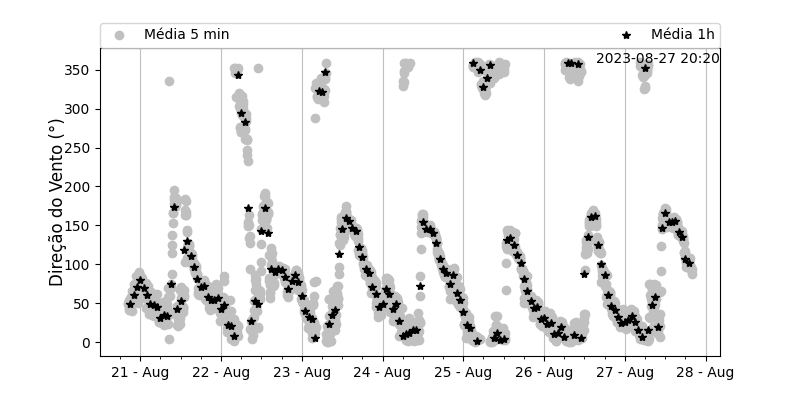 Média 5 min
Média 1h
2023-08-27 20:20
Direção do Vento (°)
350
300
250
200
150
100
50
0
21 - Aug
22 - Aug
23 - Aug
24 - Aug
25 - Aug
26 - Aug
27 - Aug
28 - Aug